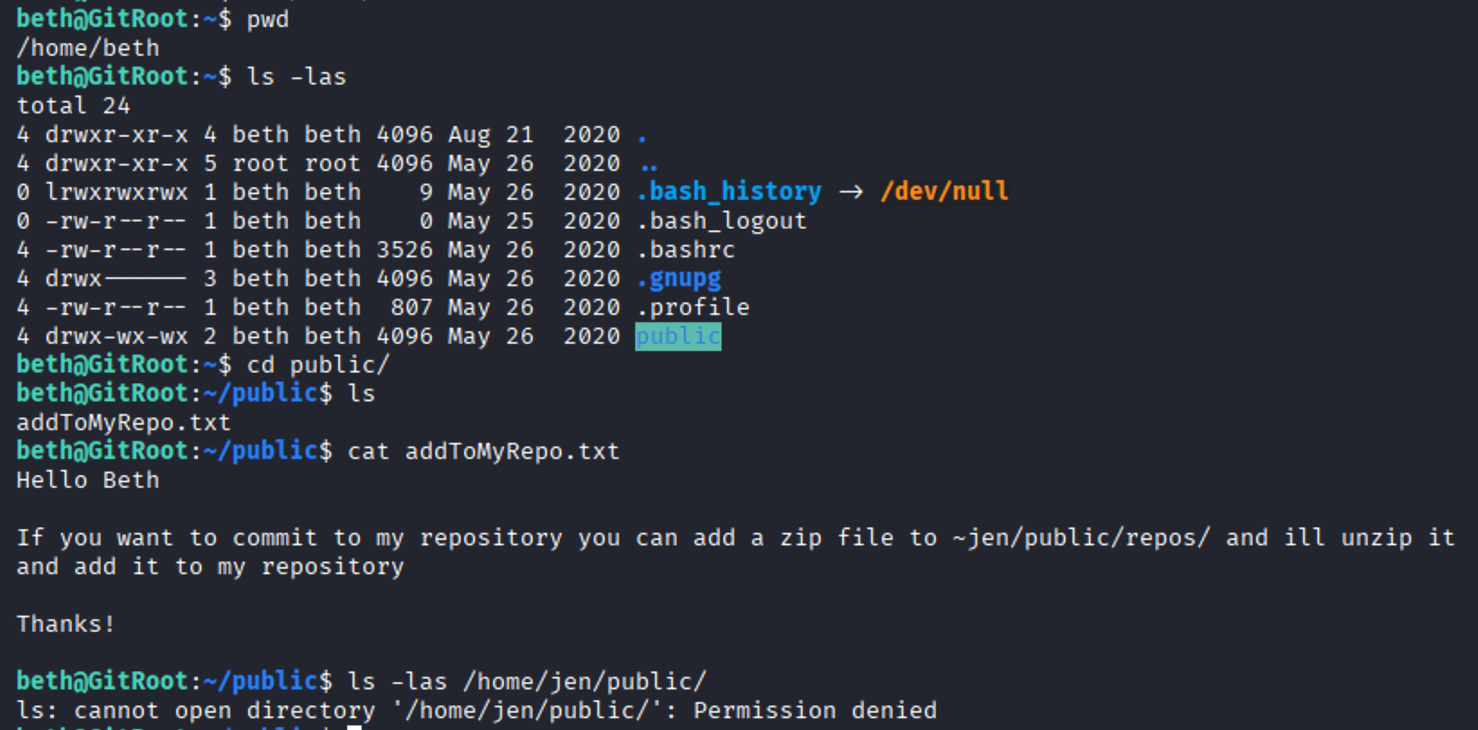 beth@GitRoot:~$ pwd
/home/beth
beth@GitRoot:~$ ls -las
total 24
4 drwxr-xr-x 4 beth beth 4096 Aug 21  2020 .
4 drwxr-xr-x 5 root root 4096 May 26  2020 ..
0 lrwxrwxrwx 1 beth beth    9 May 26  2020 .bash_history → /dev/null
0 -rw-r--r-- 1 beth beth    0 May 25  2020 .bash_logout
4 -rw-r--r-- 1 beth beth 3526 May 26  2020 .bashrc
4 drwx------ 3 beth beth 4096 May 26  2020 .gnupg
4 -rw-r--r-- 1 beth beth  807 May 26  2020 .profile
4 drwx-wx-wx 2 beth beth 4096 May 26  2020 public
beth@GitRoot:~$ cd public/
beth@GitRoot:~/public$ ls
addToMyRepo.txt
beth@GitRoot:~/public$ cat addToMyRepo.txt
Hello Beth
If you want to commit to my repository you can add a zip file to ~jen/public/repos/ and ill unzip it
and add it to my repository
Thanks!
beth@GitRoot:~/public$ ls -las /home/jen/public/
ls: cannot open directory '/home/jen/public/': Permission denied